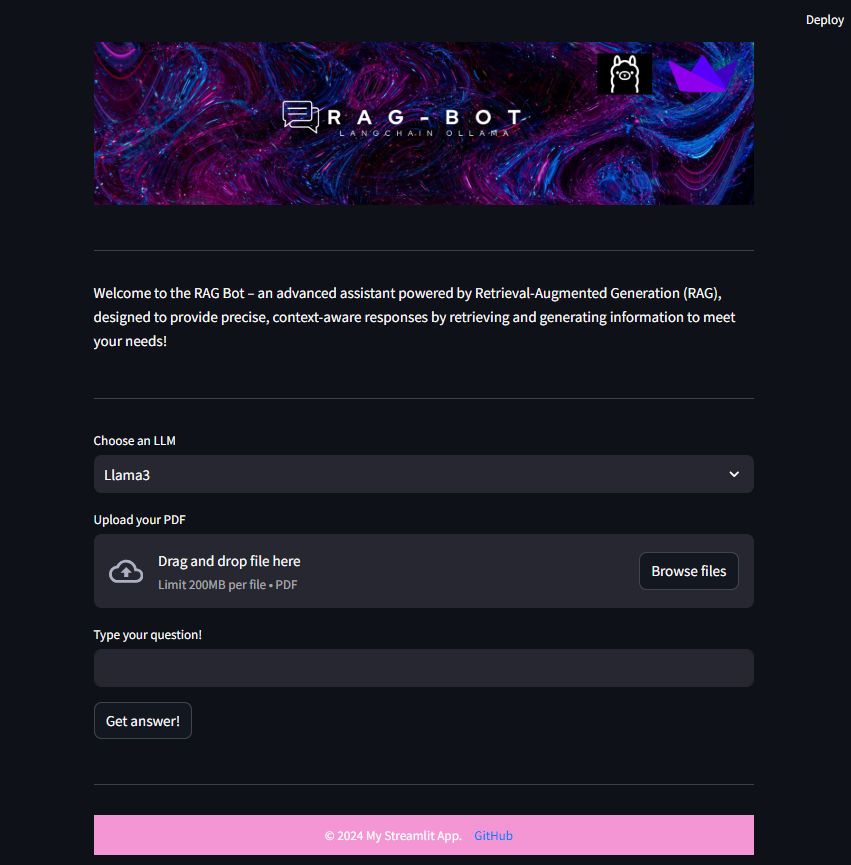 Deploy
RAG-BOT
LANGCHAIN OLLAMA
Welcome to the RAG Bot – an advanced assistant powered by Retrieval-Augmented Generation (RAG),
designed to provide precise, context-aware responses by retrieving and generating information to meet
your needs!
Choose an LLM
Llama3
Upload your PDF
Drag and drop file here
Limit 200MB per file • PDF
Browse files
Type your question!
Get answer!
© 2024 My Streamlit App. GitHub